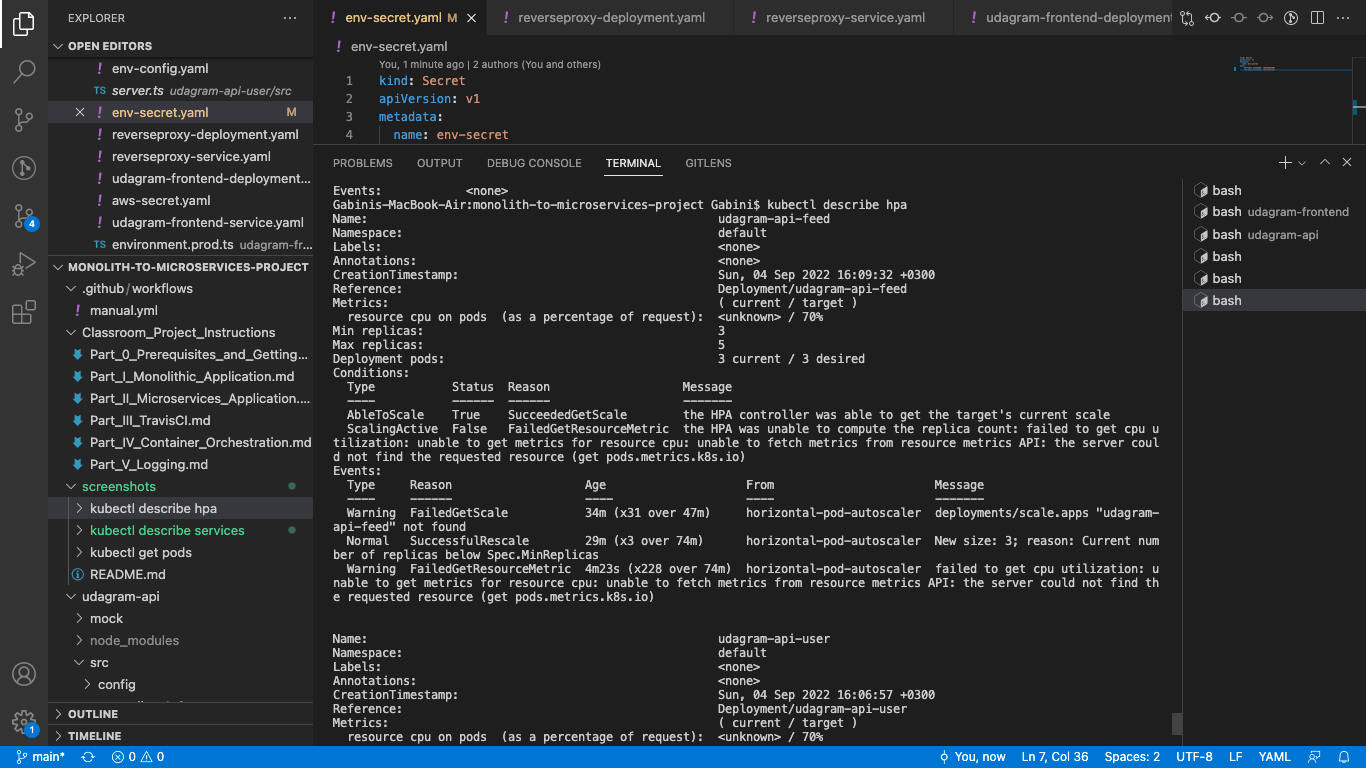 EXPLORER
OPEN EDITORS
env-config.yaml
TS server.ts udagram-api-user/src
env-secret.yaml M
reverseproxy-deployment.yaml
reverseproxy-service.yaml
udagram-frontend-deployment...
aws-secret.yaml
udagram-frontend-service.yaml
TS environment.prod.ts udagram-fr...
MONOLITH-TO-MICROSERVICES-PROJECT
.github/workflows
manual.yml
Classroom_Project_Instructions
Part_0_Prerequisites_and_Getting...
Part_I_Monolithic_Application.md
Part_II_Microservices_Application....
Part_III_TravisCI.md
Part_IV_Container_Orchestration.md
Part_V_Logging.md
screenshots
kubectl describe hpa
kubectl describe services
kubectl get pods
README.md
udagram-api
mock
node_modules
src
config
OUTLINE
TIMELINE
4
1
env-secret.yaml M
reverseproxy-deployment.yaml
reverseproxy-service.yaml
udagram-frontend-deployment
env-secret.yaml
You, 1 minute ago | 2 authors (You and others)
1 kind: Secret
2 apiVersion: v1
3 metadata:
4 name: env-secret
PROBLEMS OUTPUT DEBUG CONSOLE TERMINAL GITLENS
Events: <none>
Gabinis-MacBook-Air:monolith-to-microservices-project Gabini$ kubectl describe hpa
Name: udagram-api-feed
Namespace: default
Labels: <none>
Annotations: <none>
CreationTimestamp: Sun, 04 Sep 2022 16:09:32 +0300
Reference: Deployment/udagram-api-feed
Metrics: ( current / target )
resource cpu on pods (as a percentage of request): <unknown> / 70%
Min replicas: 3
Max replicas: 5
Deployment pods: 3 current / 3 desired
Conditions:
Type Status Reason Message
---- ------ ------ -------
AbleToScale True SucceededGetScale the HPA controller was able to get the target's current scale
ScalingActive False FailedGetResourceMetric the HPA was unable to compute the replica count: failed to get cpu u
tilization: unable to get metrics for resource cpu: unable to fetch metrics from resource metrics API: the server coul
d not find the requested resource (get pods.metrics.k8s.io)
Events:
Type Reason Age From Message
---- ------ ---- ---- -------
Warning FailedGetScale 34m (x31 over 47m) horizontal-pod-autoscaler deployments/scale.apps "udagram-
api-feed" not found
Normal SuccessfulRescale 29m (x3 over 74m) horizontal-pod-autoscaler New size: 3; reason: Current num
ber of replicas below Spec.MinReplicas
Warning FailedGetResourceMetric 4m23s (x228 over 74m) horizontal-pod-autoscaler failed to get cpu utilization: u
nable to get metrics for resource cpu: unable to fetch metrics from resource metrics API: the server could not find th
e requested resource (get pods.metrics.k8s.io)
Name: udagram-api-user
Namespace: default
Labels: <none>
Annotations: <none>
CreationTimestamp: Sun, 04 Sep 2022 16:06:57 +0300
Reference: Deployment/udagram-api-user
Metrics: ( current / target )
resource cpu on pods (as a percentage of request): <unknown> / 70%
bash
bash udagram-frontend
bash udagram-api
bash
bash
bash
main* 0 0 You, now Ln 7, Col 36 Spaces: 2 UTF-8 LF YAML